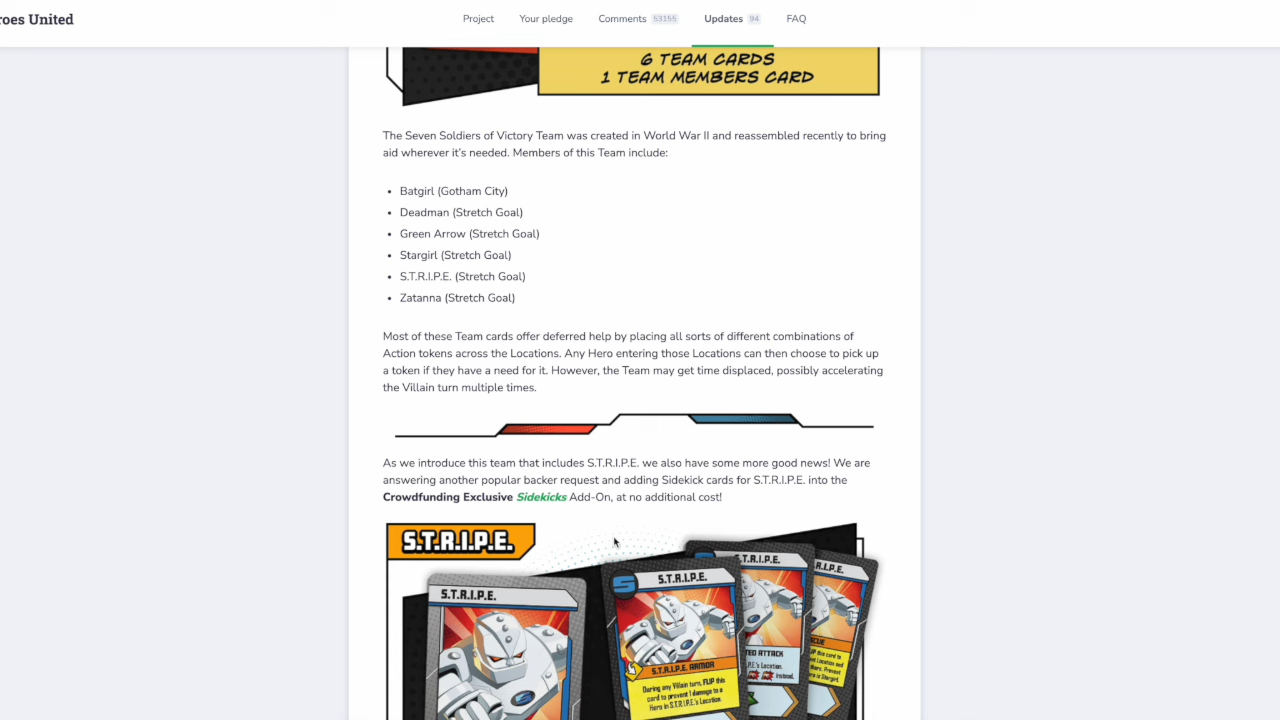 roes United
Project
Your pledge
Comments 53155
Updates 94
FAQ
6 TEAM CARDS
1 TEAM MEMBERS CARD
The Seven Soldiers of Victory Team was created in World War II and reassembled recently to bring
aid wherever it's needed. Members of this Team include:
• Batgirl (Gotham City)
• Deadman (Stretch Goal)
• Green Arrow (Stretch Goal)
• Stargirl (Stretch Goal)
• S.T.R.I.P.E. (Stretch Goal)
• Zatanna (Stretch Goal)
Most of these Team cards offer deferred help by placing all sorts of different combinations of
Action tokens across the Locations. Any Hero entering those Locations can then choose to pick up
a token if they have a need for it. However, the Team may get time displaced, possibly accelerating
the Villain turn multiple times.
As we introduce this team that includes S.T.R.I.P.E. we also have some more good news! We are
answering another popular backer request and adding Sidekick cards for S.T.R.I.P.E. into the
Crowdfunding Exclusive Sidekicks Add-On, at no additional cost!
S.T.R.I.P.E.
S.T.R.I.P.E.
S
S.T.R.I.P.E.
S.T.R.I.P.E. ARMOR
During any Villain turn, FLIP this
card to prevent 1 damage to a
Hero in S.T.R.I.P.E.'s Location.
.T.R.I.P.E.
TED ATTACK
P.E.'s Location
instead.
R.I.P.E.
SCUE